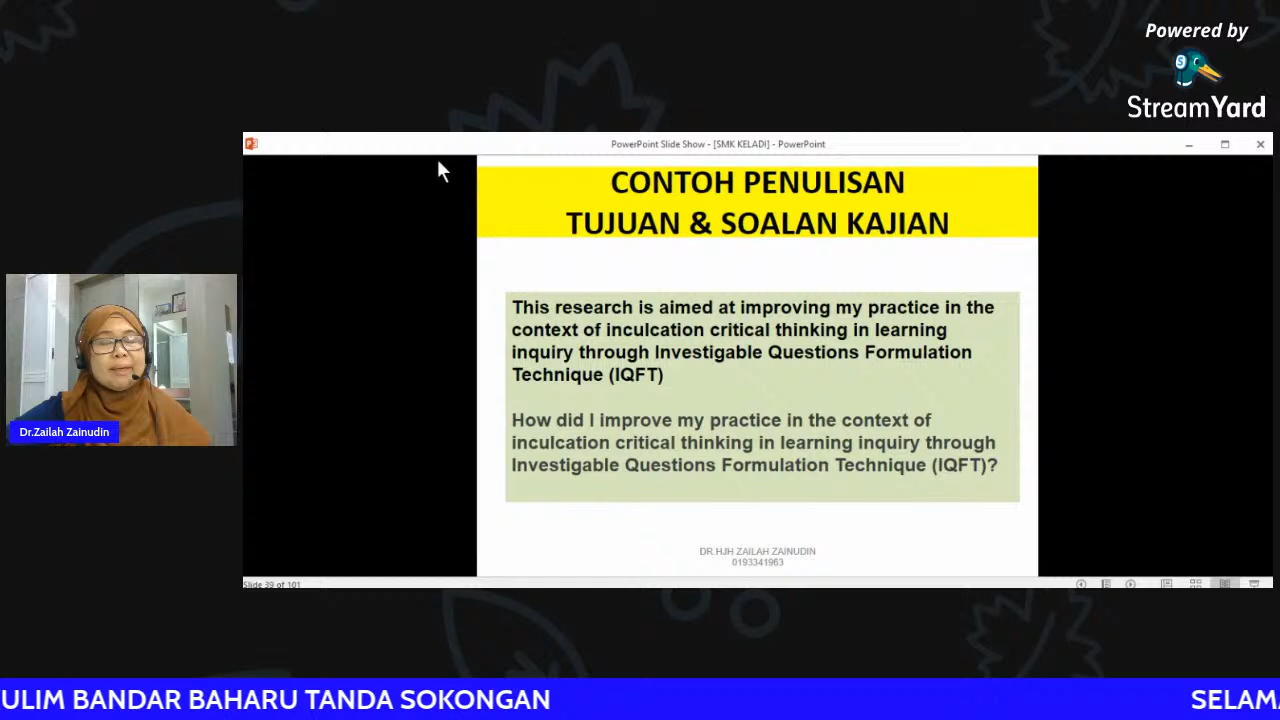 Powered by
StreamYard
PowerPoint Slide Show - [SMK KELADI] - PowerPoint
CONTOH PENULISAN
TUJUAN & SOALAN KAJIAN
This research is aimed at improving my practice in the
context of inculcation critical thinking in learning
inquiry through Investigable Questions Formulation
Technique (IQFT)
How did I improve my practice in the context of
inculcation critical thinking in learning inquiry through
Investigable Questions Formulation Technique (IQFT)?
Dr.Zailah Zainudin
DR.HJH ZAILAH ZAINUDIN
0193341963
Slide 39 of 101
ULIM BANDAR BAHARU TANDA SOKONGAN
SELAMA